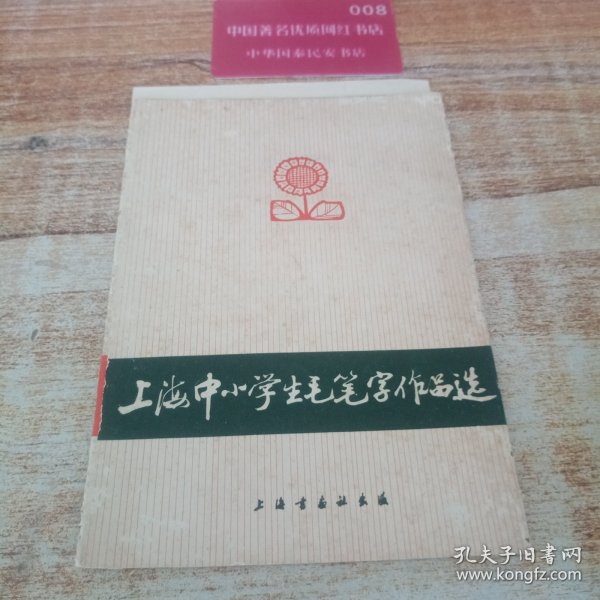 008
中国著名优质网红书店
中华国泰民安书店
上海中小学生毛笔字作品选
上海书画社出版
孔夫子旧书网
www.kongfz.com